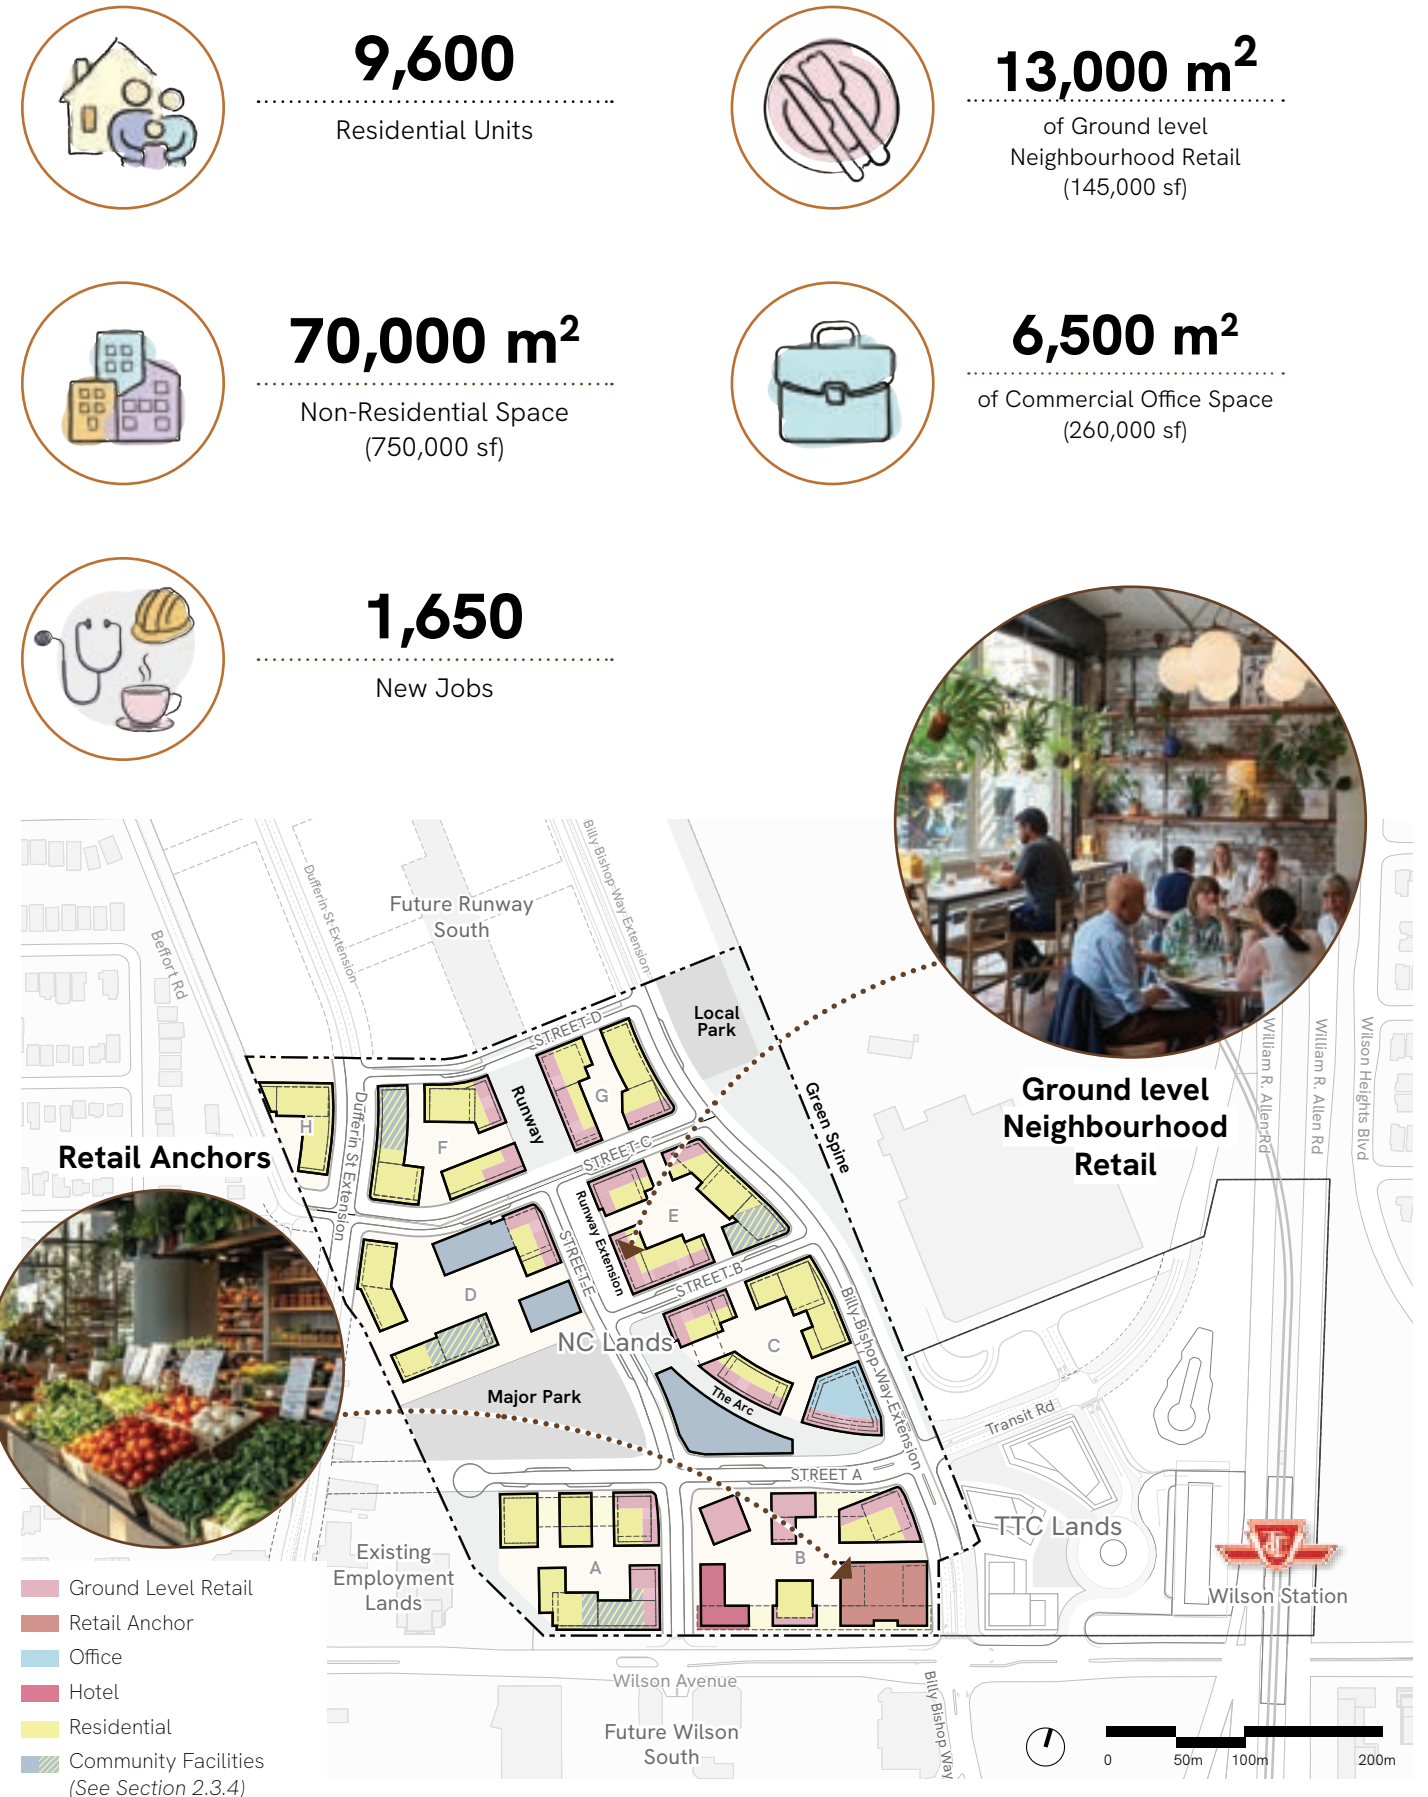 9,600
Residential Units
13,000 m²
of Ground level
Neighbourhood Retail
(145,000 sf)
70,000 m²
Non-Residential Space
(750,000 sf)
6,500 m²
of Commercial Office Space
(260,000 sf)
1,650
New Jobs
Ground level
Neighbourhood
Retail
Retail Anchors
Beffort Rd
Dufferin St Extension
Future Runway
South
Billy Bishop Way Extension
Local
Park
Green Spine
William R. Allen Rd
William R. Allen Rd
Wilson Heights Blvd
STREET D
Runway
G
H
Dufferin St Extension
F
STREET C
Runway Extension
E
STREET E
STREET B
D
NC Lands
C
Billy Bishop Way Extension
Major Park
The Arc
Transit Rd
STREET A
TTC Lands
Existing
Employment
Lands
A
B
Wilson Station
Wilson Avenue
Future Wilson
South
Billy Bishop Way
Ground Level Retail
Retail Anchor
Office
Hotel
Residential
Community Facilities
(See Section 2.3.4)
0
50m
100m
200m